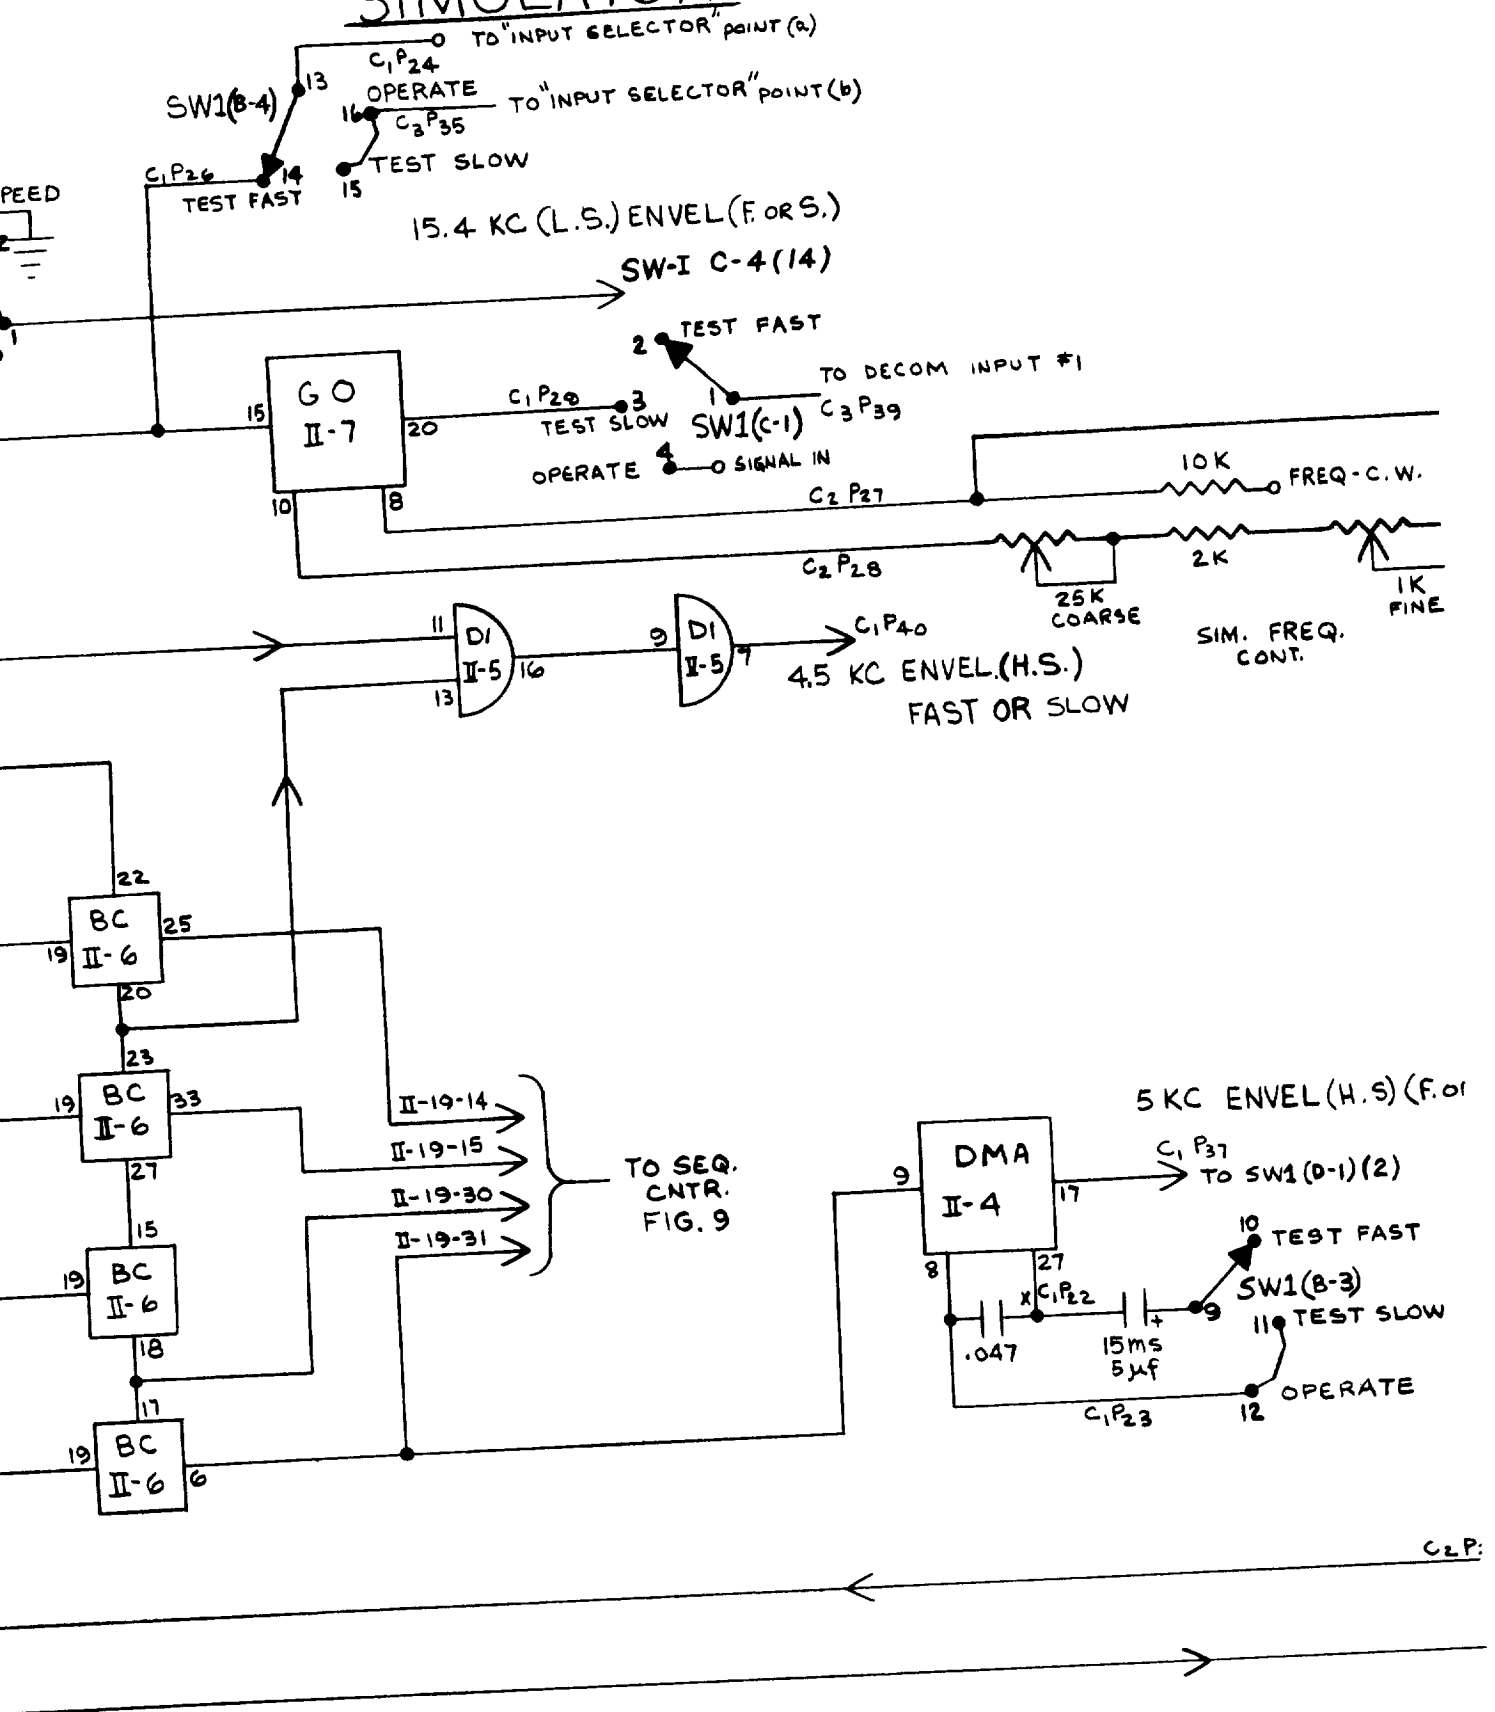 SIMULATOR
TO "INPUT SELECTOR" POINT (a)
C₁P24
13
SW1(B-4)
OPERATE
16
TO "INPUT SELECTOR" POINT (b)
C₃P35
C₁P26
14
TEST FAST
TEST SLOW
15
PEED
2
15.4 KC (L.S.) ENVEL (F. OR S.)
SW-I C-4(14)
1
2
TEST FAST
TO DECOM INPUT #1
1
C₃P39
SW1(C-1)
GO
II-7
15
20
10
8
C₁P28
3
TEST SLOW
4
OPERATE
SIGNAL IN
C₂P27
10K
FREQ-C.W.
C₂P28
25K
COARSE
2K
1K
FINE
SIM. FREQ.
CONT.
11
DI
II-5
13
16
9
DI
II-5
7
C₁P40
4.5 KC ENVEL.(H.S.)
FAST OR SLOW
22
BC
II-6
19
25
20
23
BC
II-6
19
33
27
15
BC
II-6
19
18
17
BC
II-6
19
6
II-19-14
II-19-15
II-19-30
II-19-31
TO SEQ.
CNTR.
FIG. 9
5 KC ENVEL (H.S) (F. or
DMA
II-4
9
17
C₁P37
TO SW1(D-1)(2)
8
27
x
C₁P22
.047
15ms
5μf
+
10
TEST FAST
SW1(B-3)
9
11
TEST SLOW
12
OPERATE
C₁P23
C₂P: